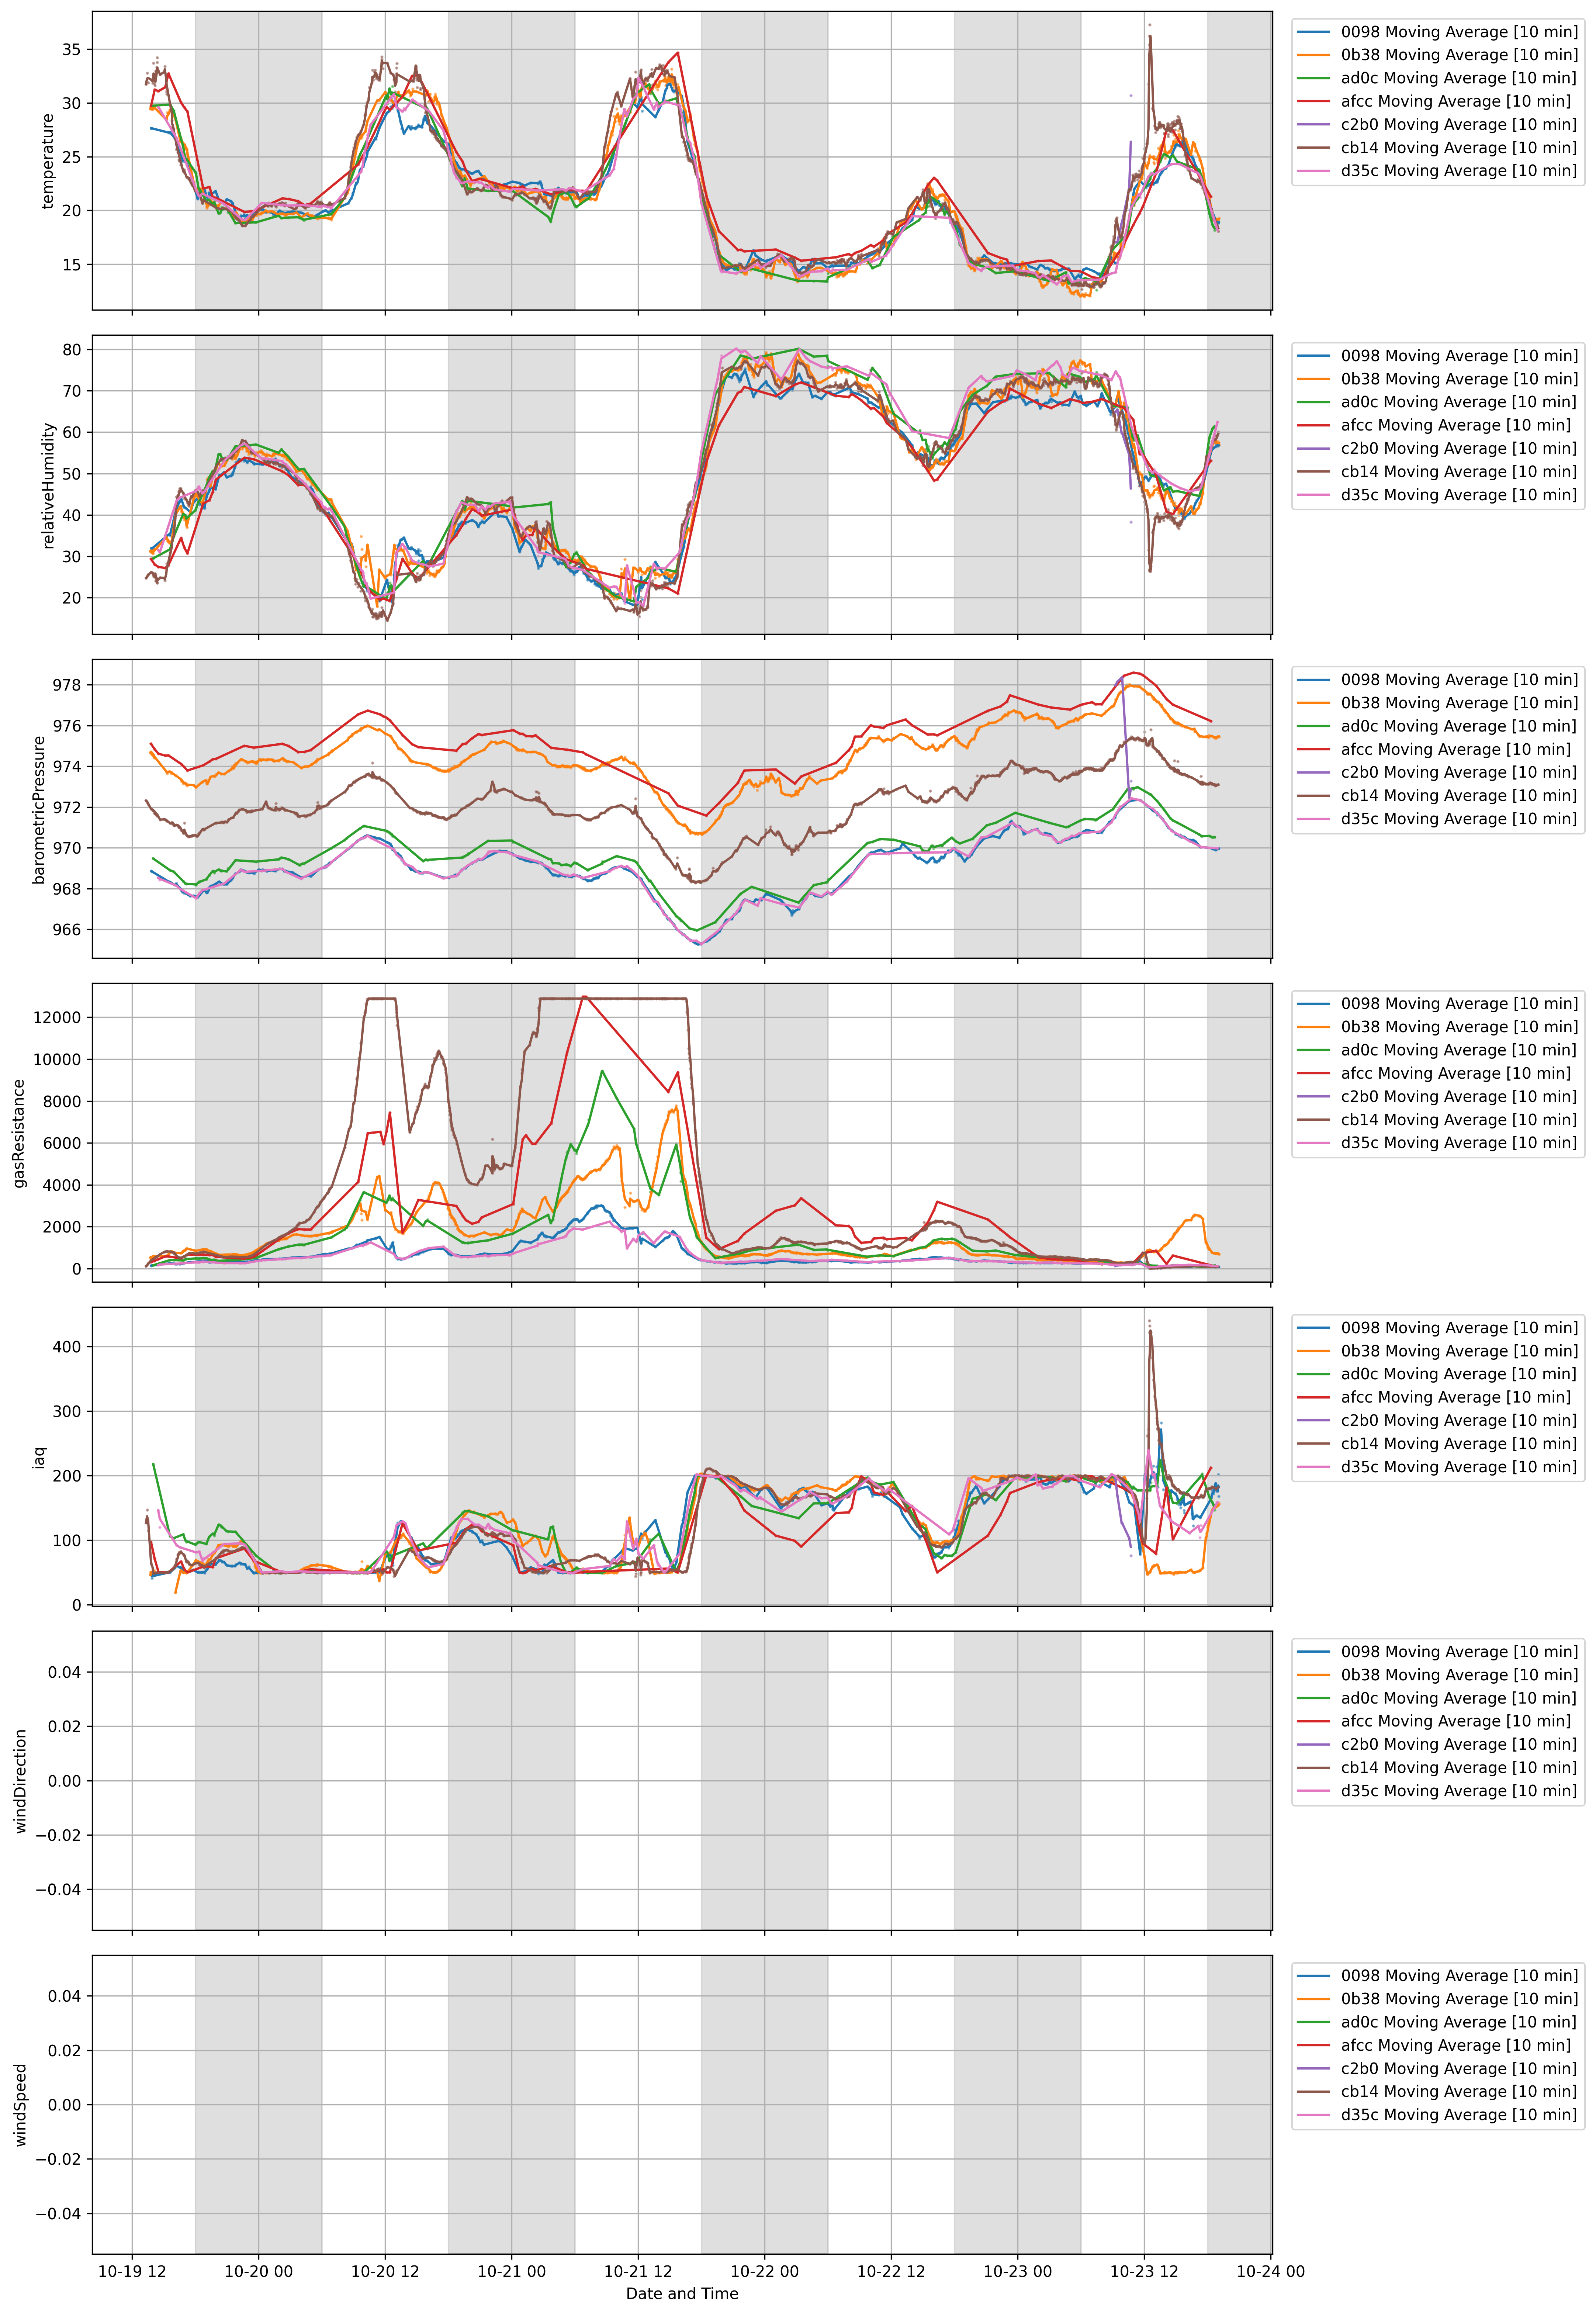 temperature
35
30
25
20
15
0098 Moving Average [10 min]
0b38 Moving Average [10 min]
ad0c Moving Average [10 min]
afcc Moving Average [10 min]
c2b0 Moving Average [10 min]
cb14 Moving Average [10 min]
d35c Moving Average [10 min]
relativeHumidity
80
70
60
50
40
30
20
0098 Moving Average [10 min]
0b38 Moving Average [10 min]
ad0c Moving Average [10 min]
afcc Moving Average [10 min]
c2b0 Moving Average [10 min]
cb14 Moving Average [10 min]
d35c Moving Average [10 min]
barometricPressure
978
976
974
972
970
968
966
0098 Moving Average [10 min]
0b38 Moving Average [10 min]
ad0c Moving Average [10 min]
afcc Moving Average [10 min]
c2b0 Moving Average [10 min]
cb14 Moving Average [10 min]
d35c Moving Average [10 min]
gasResistance
12000
10000
8000
6000
4000
2000
0
0098 Moving Average [10 min]
0b38 Moving Average [10 min]
ad0c Moving Average [10 min]
afcc Moving Average [10 min]
c2b0 Moving Average [10 min]
cb14 Moving Average [10 min]
d35c Moving Average [10 min]
iaq
400
300
200
100
0
0098 Moving Average [10 min]
0b38 Moving Average [10 min]
ad0c Moving Average [10 min]
afcc Moving Average [10 min]
c2b0 Moving Average [10 min]
cb14 Moving Average [10 min]
d35c Moving Average [10 min]
windDirection
0.04
0.02
0.00
−0.02
−0.04
0098 Moving Average [10 min]
0b38 Moving Average [10 min]
ad0c Moving Average [10 min]
afcc Moving Average [10 min]
c2b0 Moving Average [10 min]
cb14 Moving Average [10 min]
d35c Moving Average [10 min]
windSpeed
0.04
0.02
0.00
−0.02
−0.04
0098 Moving Average [10 min]
0b38 Moving Average [10 min]
ad0c Moving Average [10 min]
afcc Moving Average [10 min]
c2b0 Moving Average [10 min]
cb14 Moving Average [10 min]
d35c Moving Average [10 min]
10-19 12 10-20 00 10-20 12 10-21 00 10-21 12 10-22 00 10-22 12 10-23 00 10-23 12 10-24 00
Date and Time